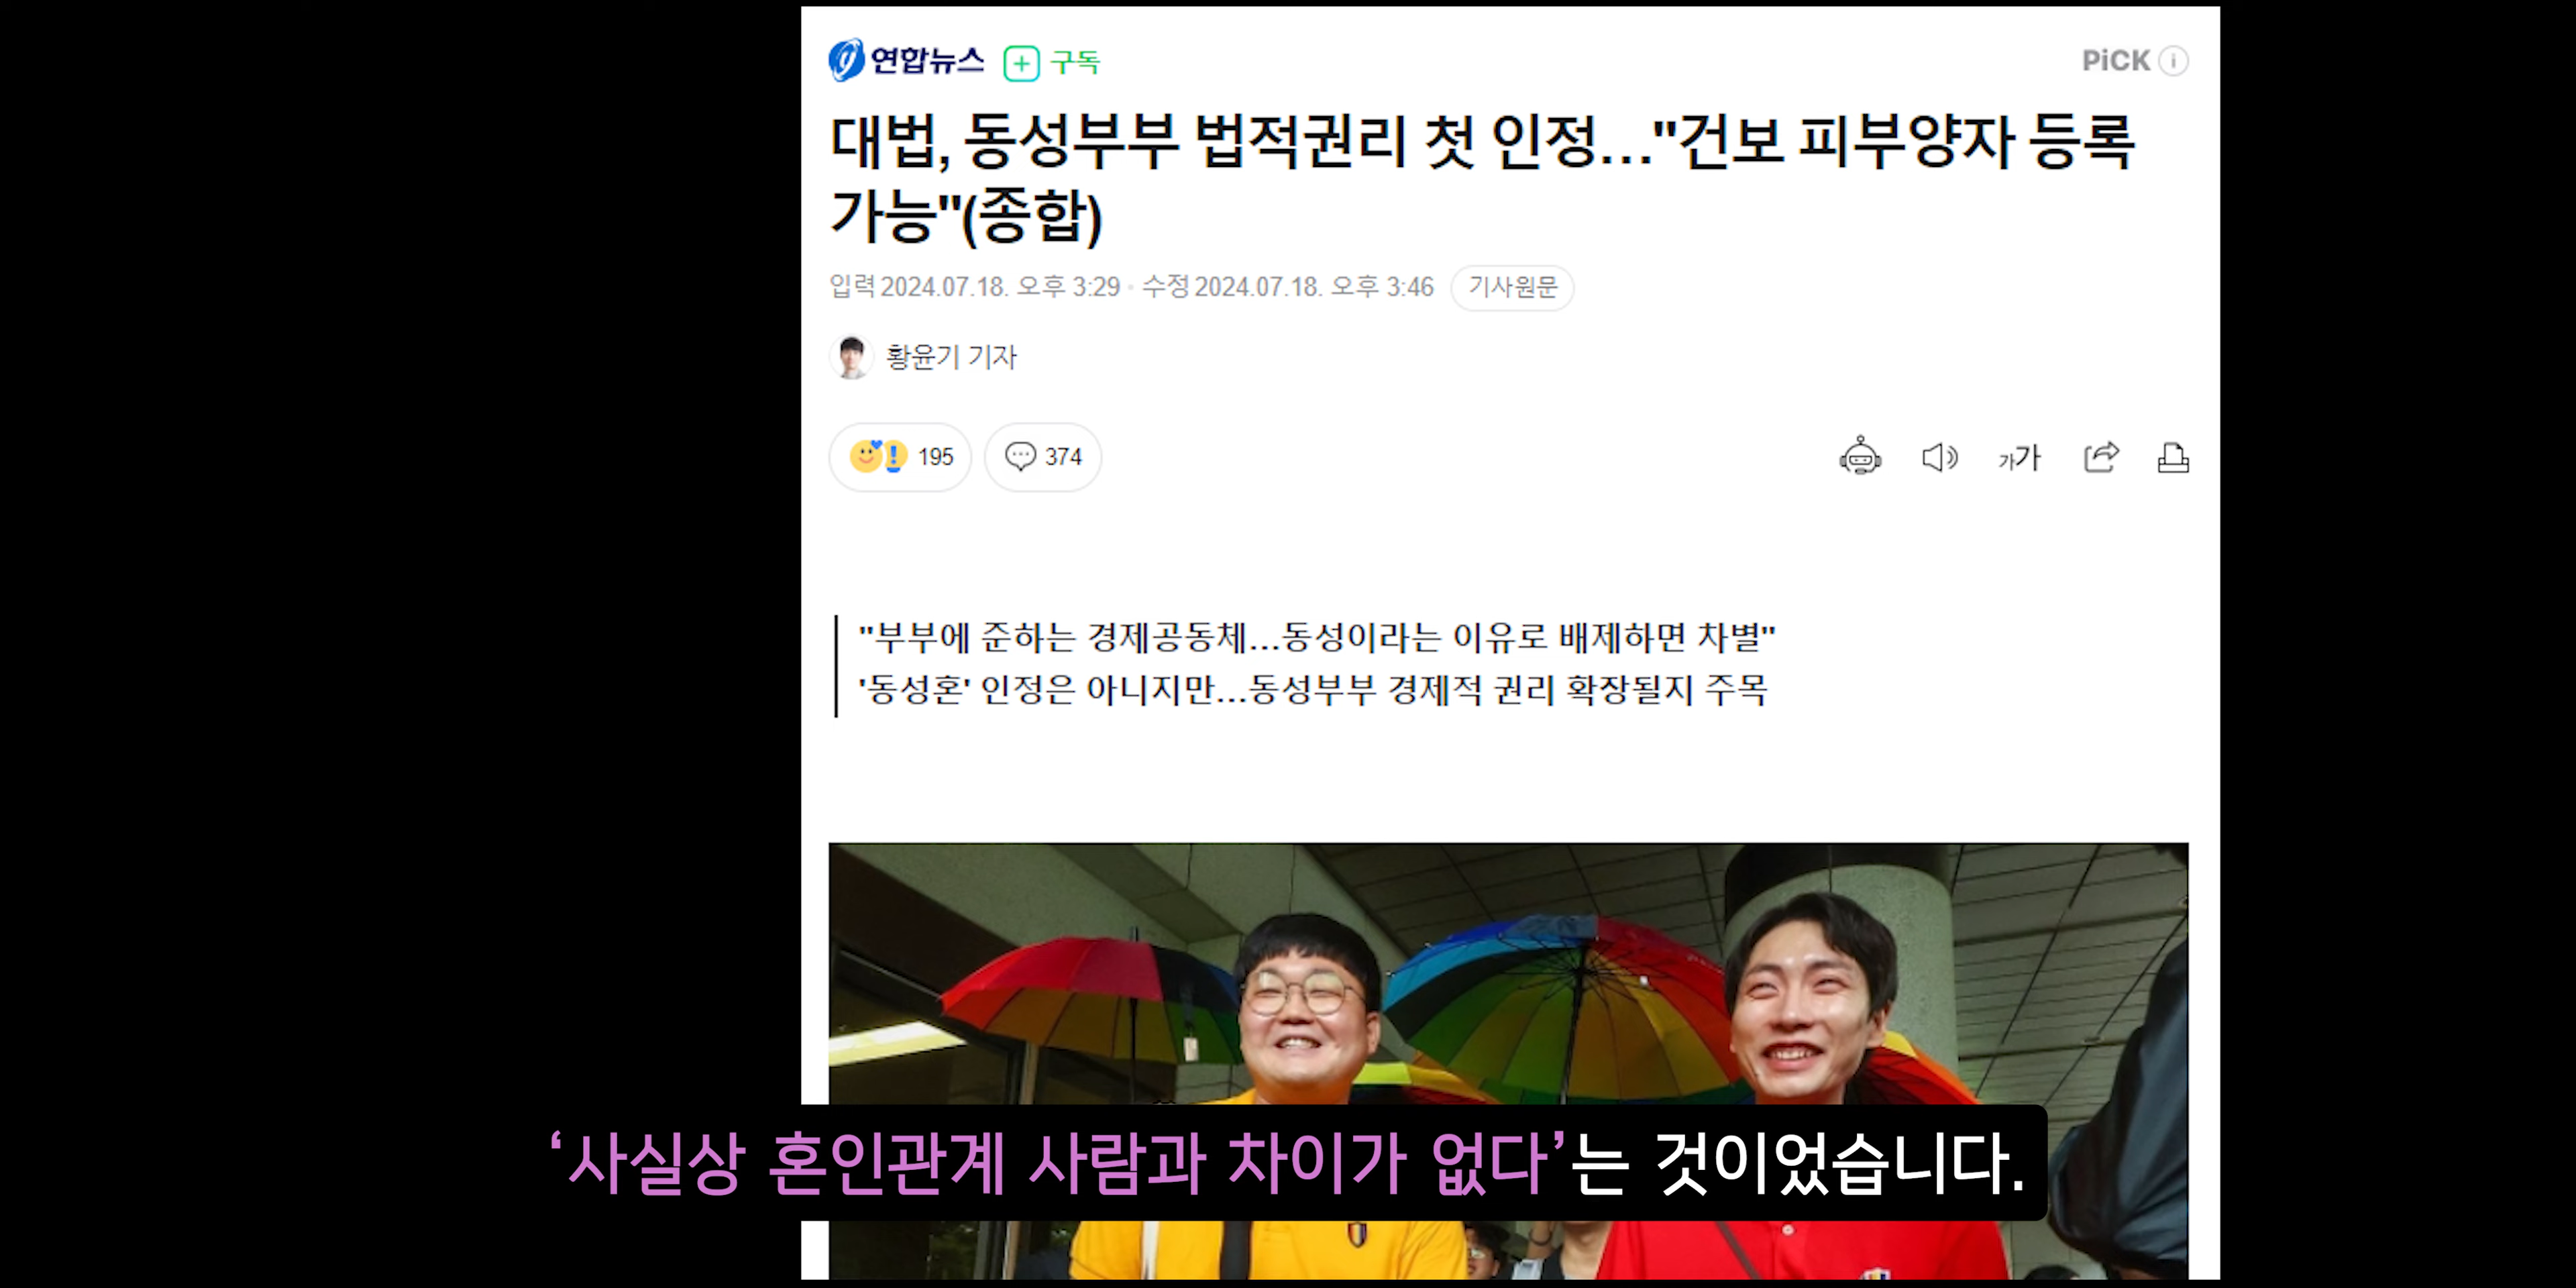 연합뉴스 구독 PiCK
대법, 동성부부 법적권리 첫 인정…"건보 피부양자 등록
가능"(종합)
입력 2024.07.18. 오후 3:29 · 수정 2024.07.18. 오후 3:46 기사원문
황윤기 기자
195 374 가가
"부부에 준하는 경제공동체…동성이라는 이유로 배제하면 차별"
'동성혼' 인정은 아니지만…동성부부 경제적 권리 확장될지 주목
‘사실상 혼인관계 사람과 차이가 없다’는 것이었습니다.